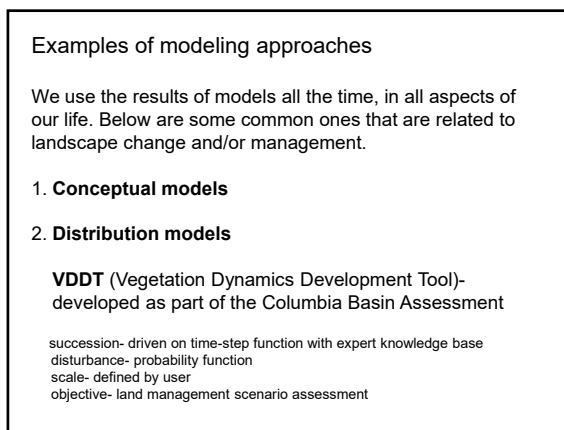 Examples of modeling approaches
We use the results of models all the time, in all aspects of
our life. Below are some common ones that are related to
landscape change and/or management.
1. Conceptual models
2. Distribution models
VDDT (Vegetation Dynamics Development Tool)-
developed as part of the Columbia Basin Assessment
succession- driven on time-step function with expert knowledge base
disturbance- probability function
scale- defined by user
objective- land management scenario assessment